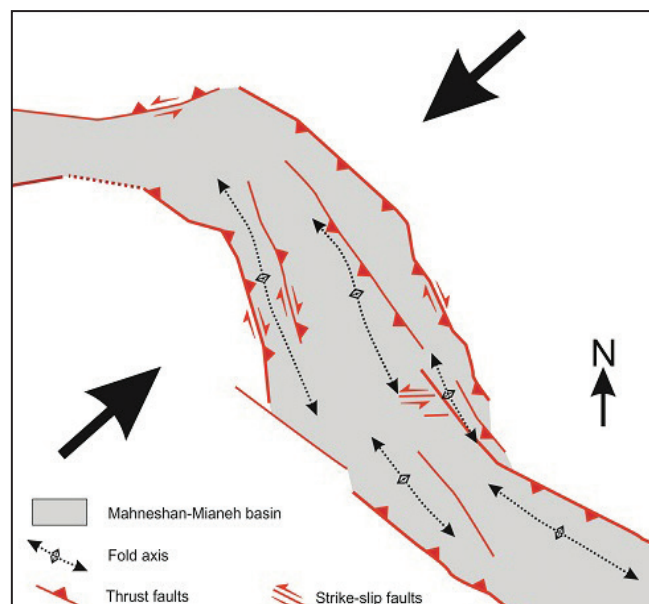 N
Mahneshan-Mianeh basin
Fold axis
Thrust faults
Strike-slip faults